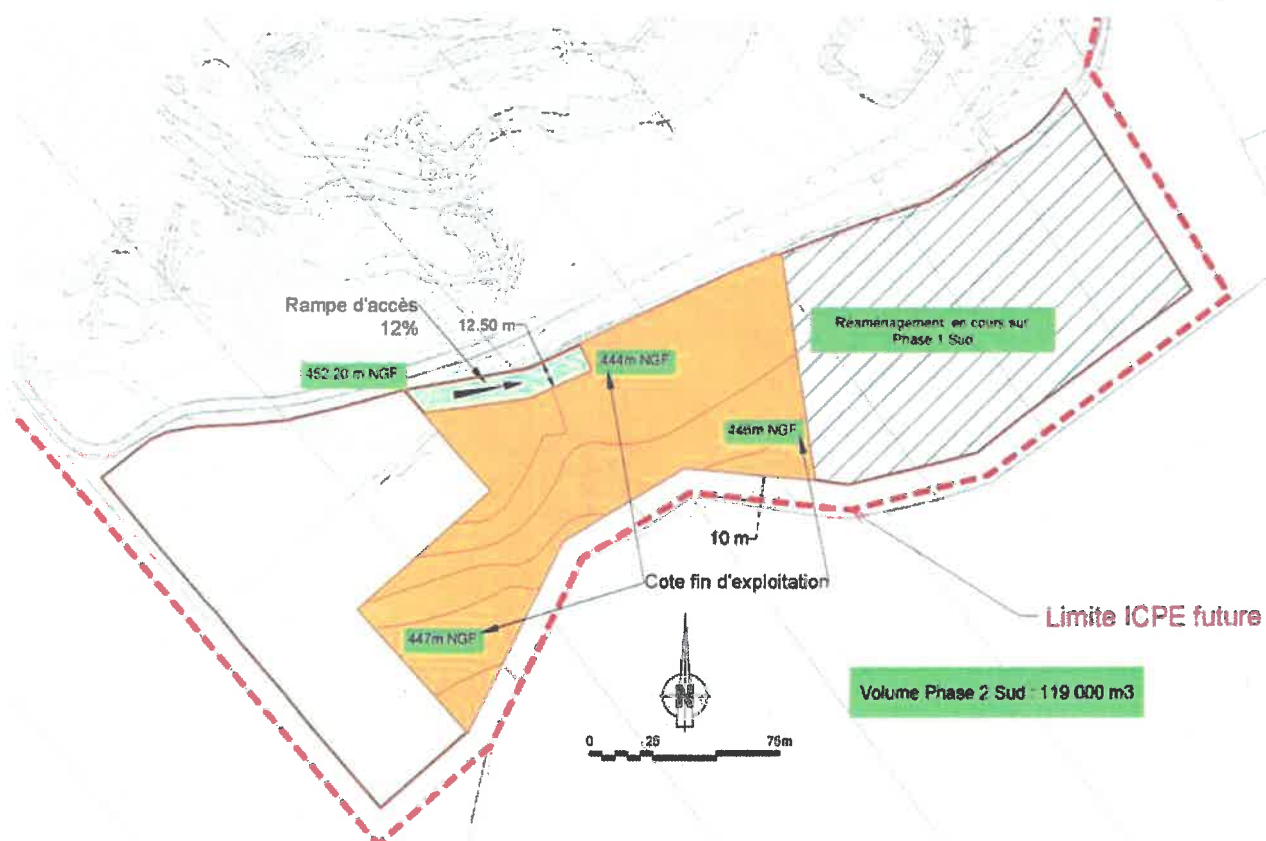 Rampe d'accès
12%
12.50 m
452.20 m NGF
444m NGF
Réaménagement en cours sur
Phase 1 Sud
446m NGF
10 m
Cote fin d'exploitation
447m NGF
Limite ICPE future
N
Volume Phase 2 Sud : 119 000 m3
0 25 75m